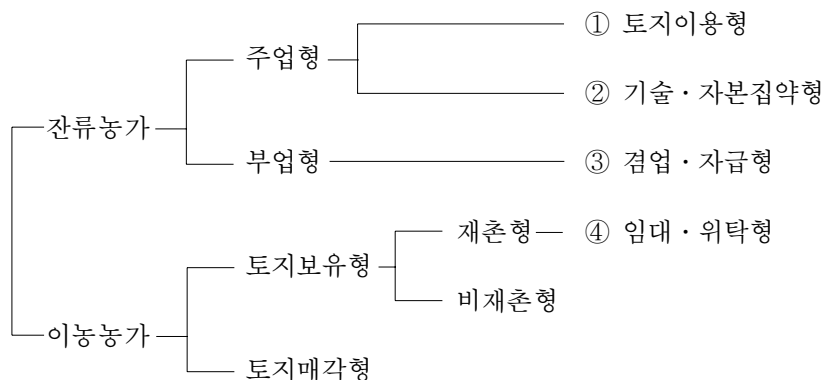 ① 토지이용형
주업형
② 기술·자본집약형
잔류농가
부업형
③ 겸업·자급형
재촌형
④ 임대·위탁형
토지보유형
비재촌형
이농농가
토지매각형